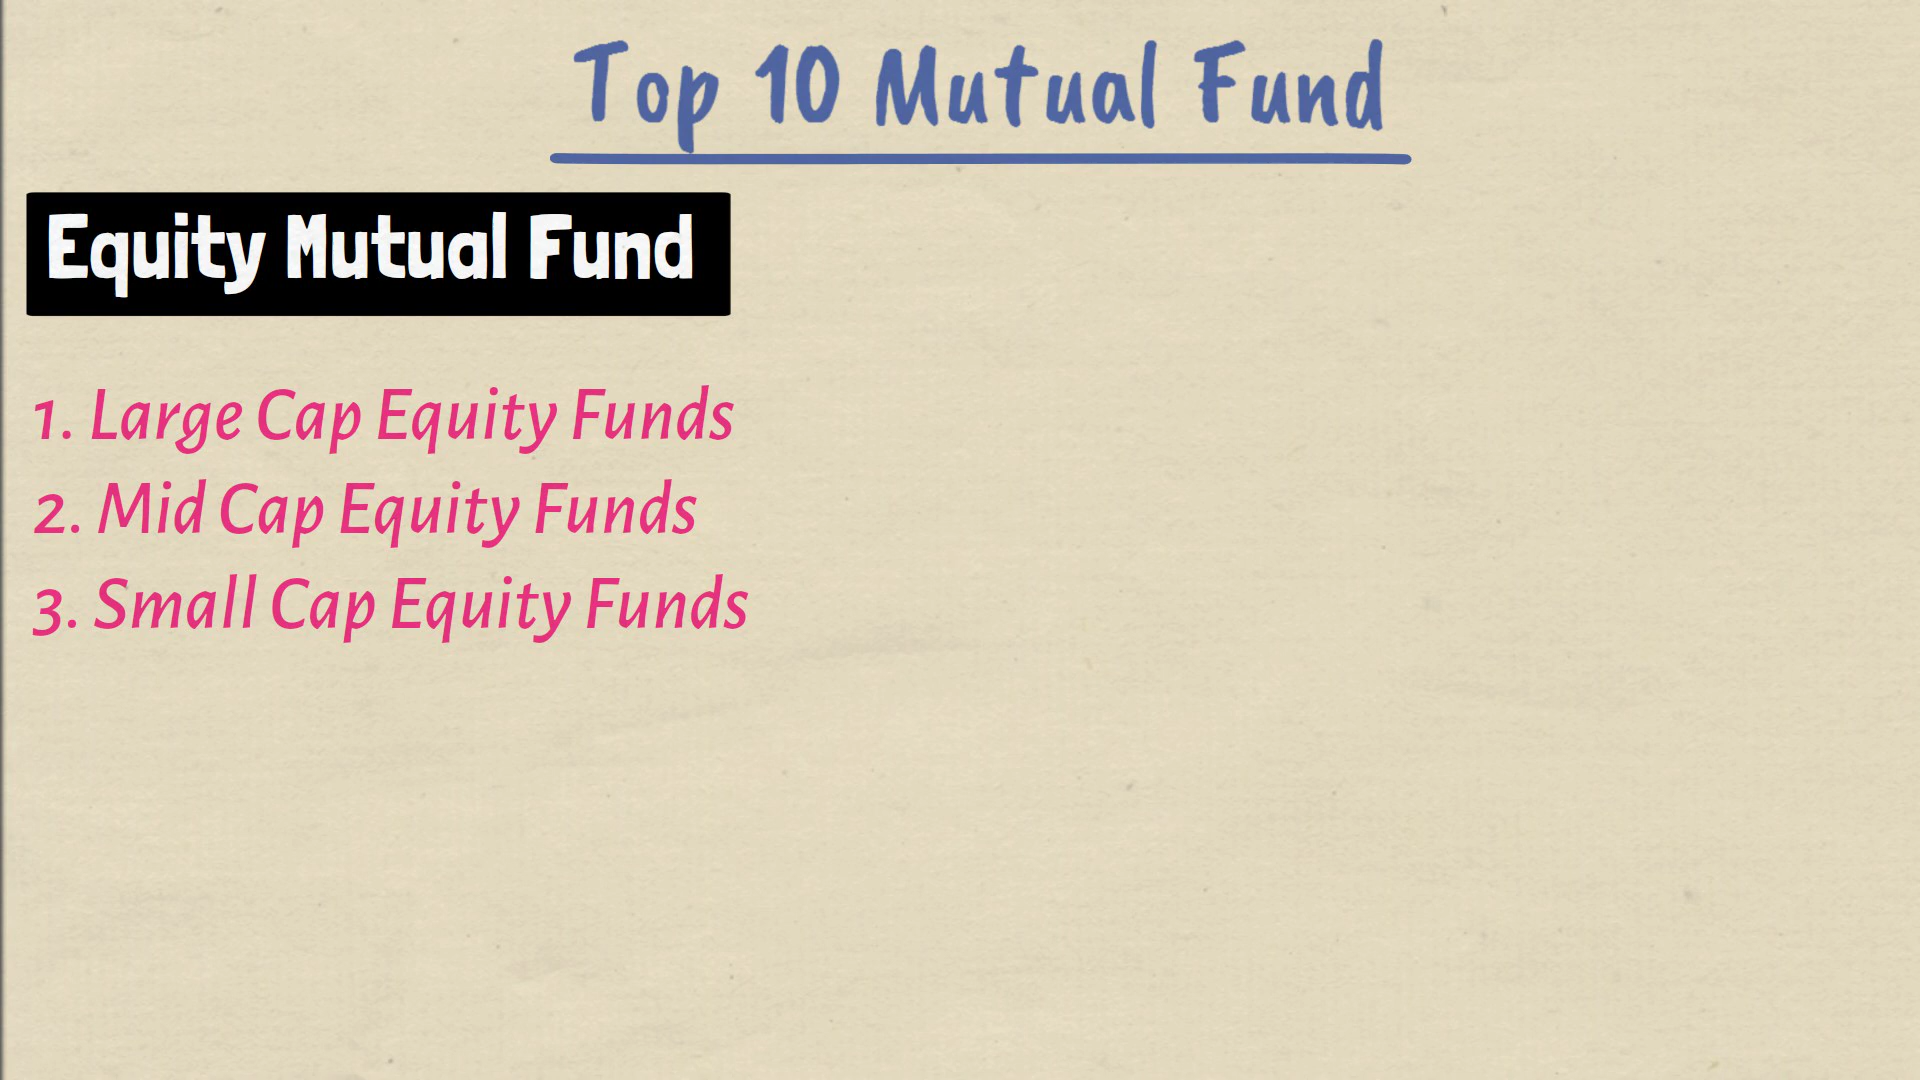 Top 10 Mutual Fund
Equity Mutual Fund
1. Large Cap Equity Funds
2. Mid Cap Equity Funds
3. Small Cap Equity Funds